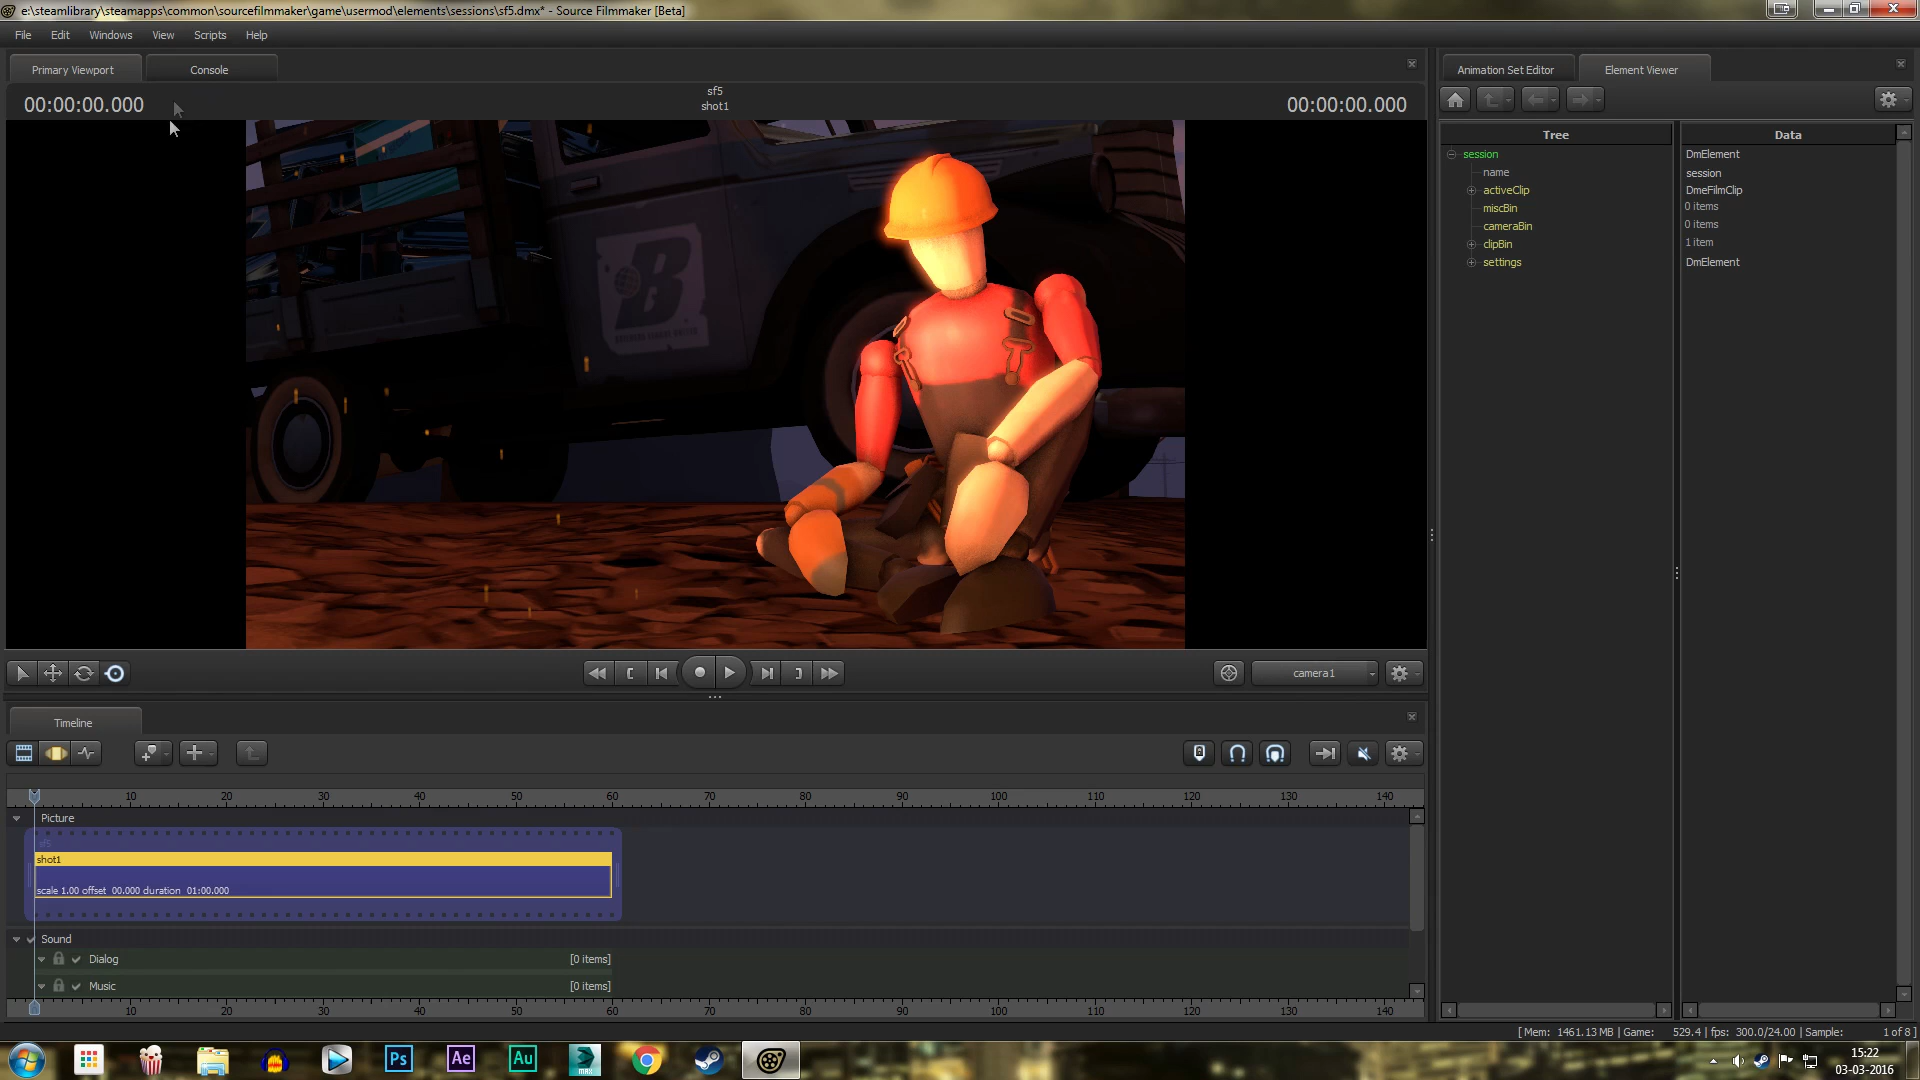 e:\steamlibrary\steamapps\common\sourcefilmmaker\game\usermod\elements\sessions\sf5.dmx* - Source Filmmaker [Beta]
File Edit Windows View Scripts Help
Primary Viewport Console
Animation Set Editor Element Viewer
00:00:00.000
sf5
shot1
00:00:00.000
Tree Data
session DmElement
name session
activeClip DmeFilmClip
miscBin 0 items
cameraBin 0 items
clipBin 1 item
settings DmElement
B
camera1
Timeline
10 20 30 40 50 60 70 80 90 100 110 120 130 140
Picture
sf5
shot1
scale 1.00 offset 00.000 duration 01:00.000
Sound
Dialog [0 items]
Music [0 items]
10 20 30 40 50 60 70 80 90 100 110 120 130 140
[ Mem: 1461.13 MB | Game: 529.4 | fps: 300.0/24.00 | Sample: 1 of 8 ]
Ps Ae Au MAX
15:22
03-03-2016